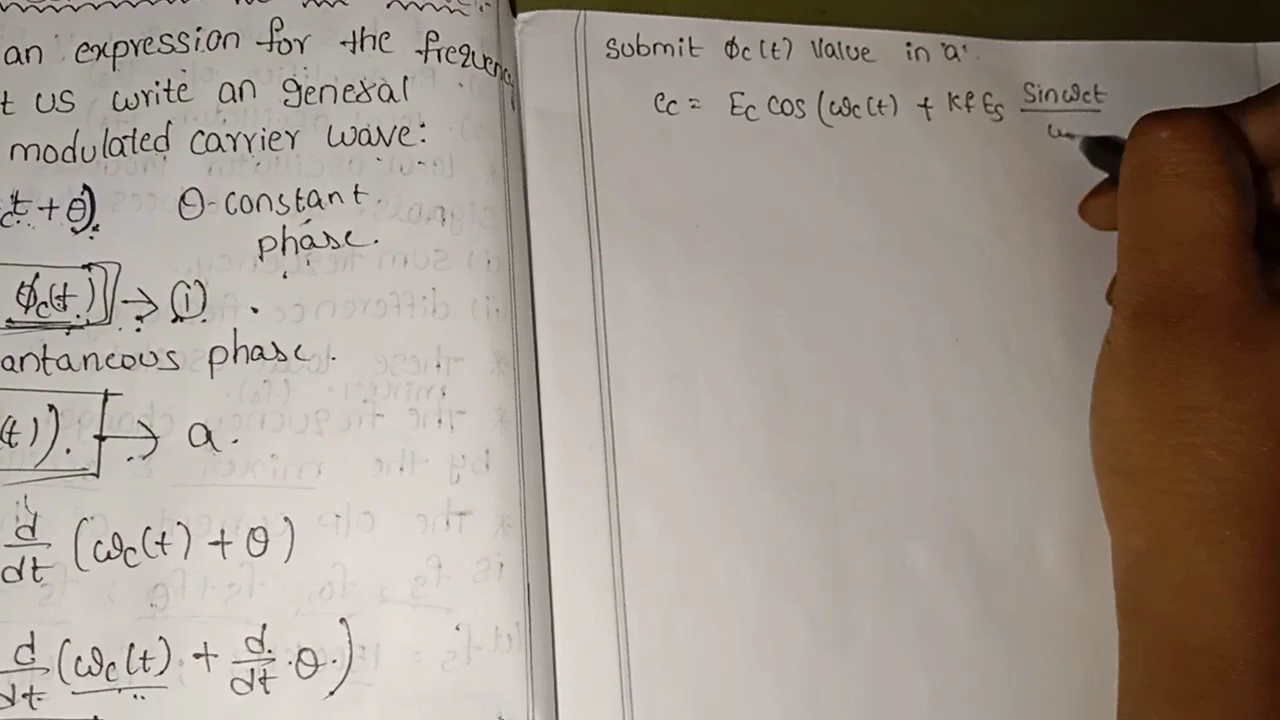 an expression for the frequency
t us write an general
modulated carrier wave:
t + θ). θ-constant
phase.
ϕc(t) → (1)
antaneous phase.
(t)). → a.
d/dt (ωc(t) + θ)
d/dt (ωc(t) + d/dt . θ.)
Submit ϕc(t) Value in 'a'
ec = Ec cos (ωc(t) + Kf Es Sinωct